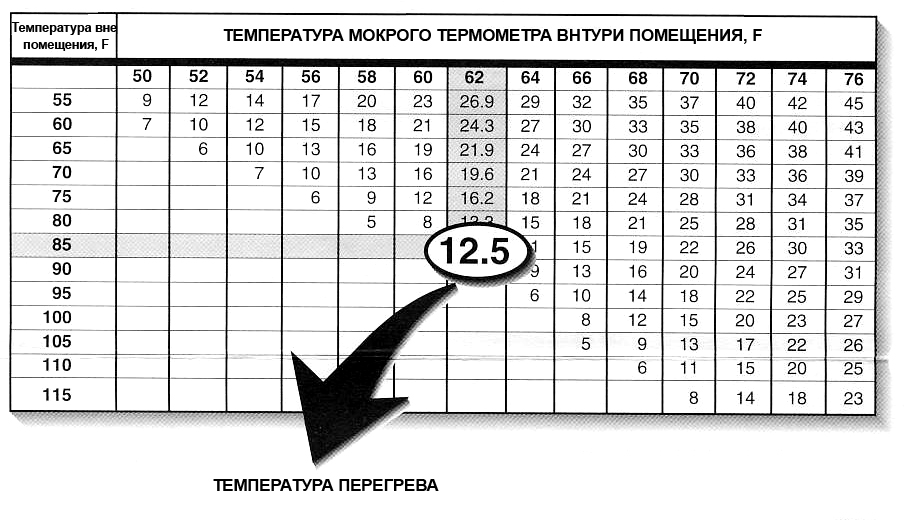 Температура вне
помещения, F
ТЕМПЕРАТУРА МОКРОГО ТЕРМОМЕТРА ВНТУРИ ПОМЕЩЕНИЯ, F
50 52 54 56 58 60 62 64 66 68 70 72 74 76
55 9 12 14 17 20 23 26.9 29 32 35 37 40 42 45
60 7 10 12 15 18 21 24.3 27 30 33 35 38 40 43
65 6 10 13 16 19 21.9 24 27 30 33 36 38 41
70 7 10 13 16 19.6 21 24 27 30 33 36 39
75 6 9 12 16.2 18 21 24 28 31 34 37
80 5 8 15 18 21 25 28 31 35
85 12.5 15 19 22 26 30 33
90 9 13 16 20 24 27 31
95 6 10 14 18 22 25 29
100 8 12 15 20 23 27
105 5 9 13 17 22 26
110 6 11 15 20 25
115 8 14 18 23
ТЕМПЕРАТУРА ПЕРЕГРЕВА